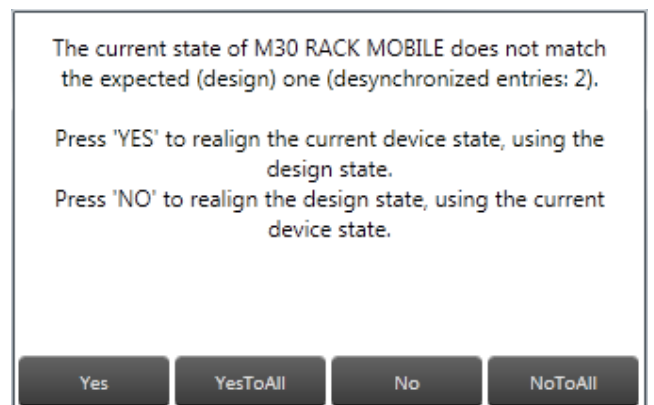 The current state of M30 RACK MOBILE does not match
the expected (design) one (desynchronized entries: 2).
Press 'YES' to realign the current device state, using the
design state.
Press 'NO' to realign the design state, using the current
device state.
Yes
YesToAll
No
NoToAll